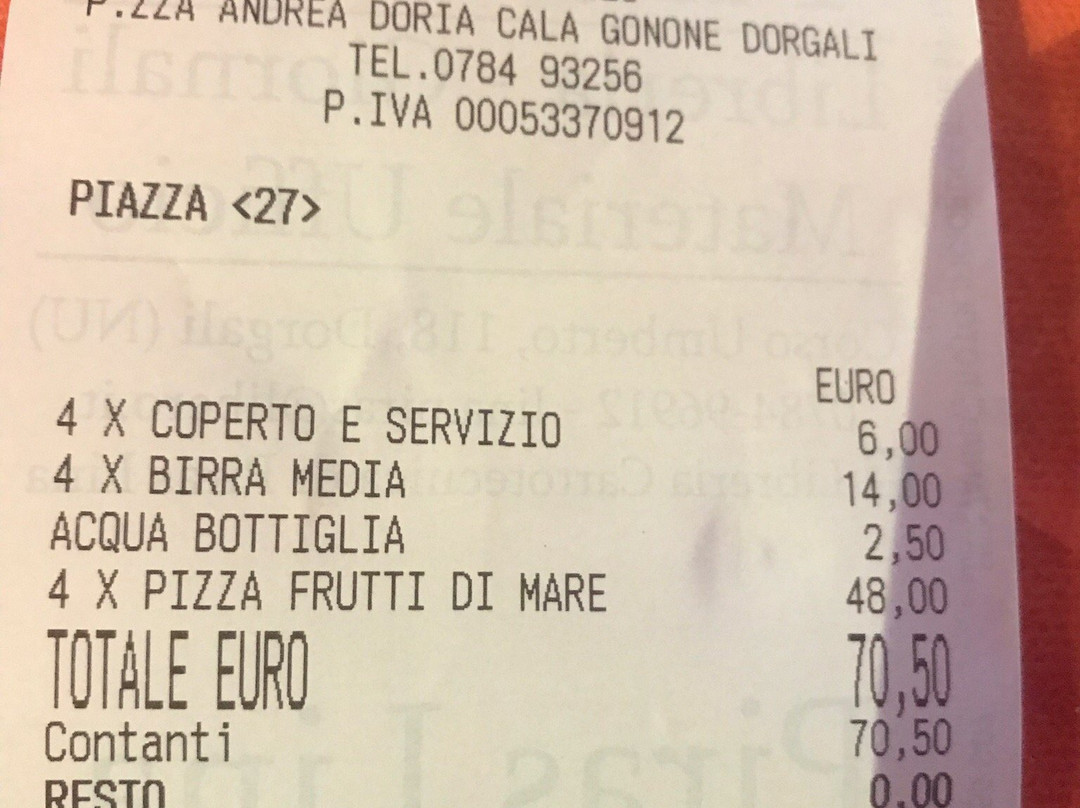 P.ZZA ANDREA DORIA CALA GONONE DORGALI
TEL.0784 93256
P.IVA 00053370912
PIAZZA <27>
EURO
4 X COPERTO E SERVIZIO 6,00
4 X BIRRA MEDIA 14,00
ACQUA BOTTIGLIA 2,50
4 X PIZZA FRUTTI DI MARE 48,00
TOTALE EURO 70,50
Contanti 70,50
RESTO 0,00